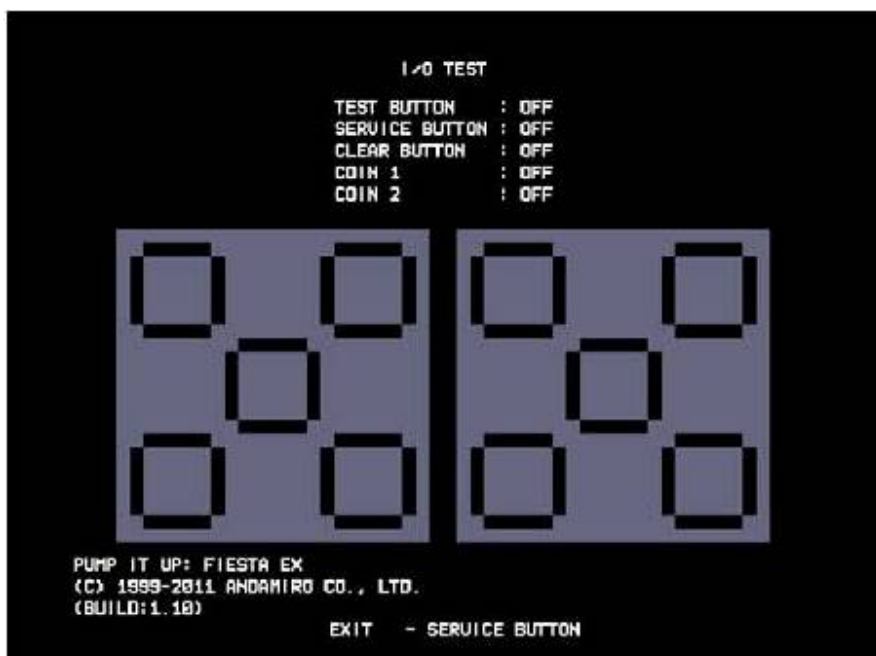 I/O TEST
TEST BUTTON : OFF
SERVICE BUTTON : OFF
CLEAR BUTTON : OFF
COIN 1 : OFF
COIN 2 : OFF
PUMP IT UP: FIESTA EX
(C) 1999-2011 ANDAMIRO CO., LTD.
(BUILD:1.10)
EXIT - SERVICE BUTTON